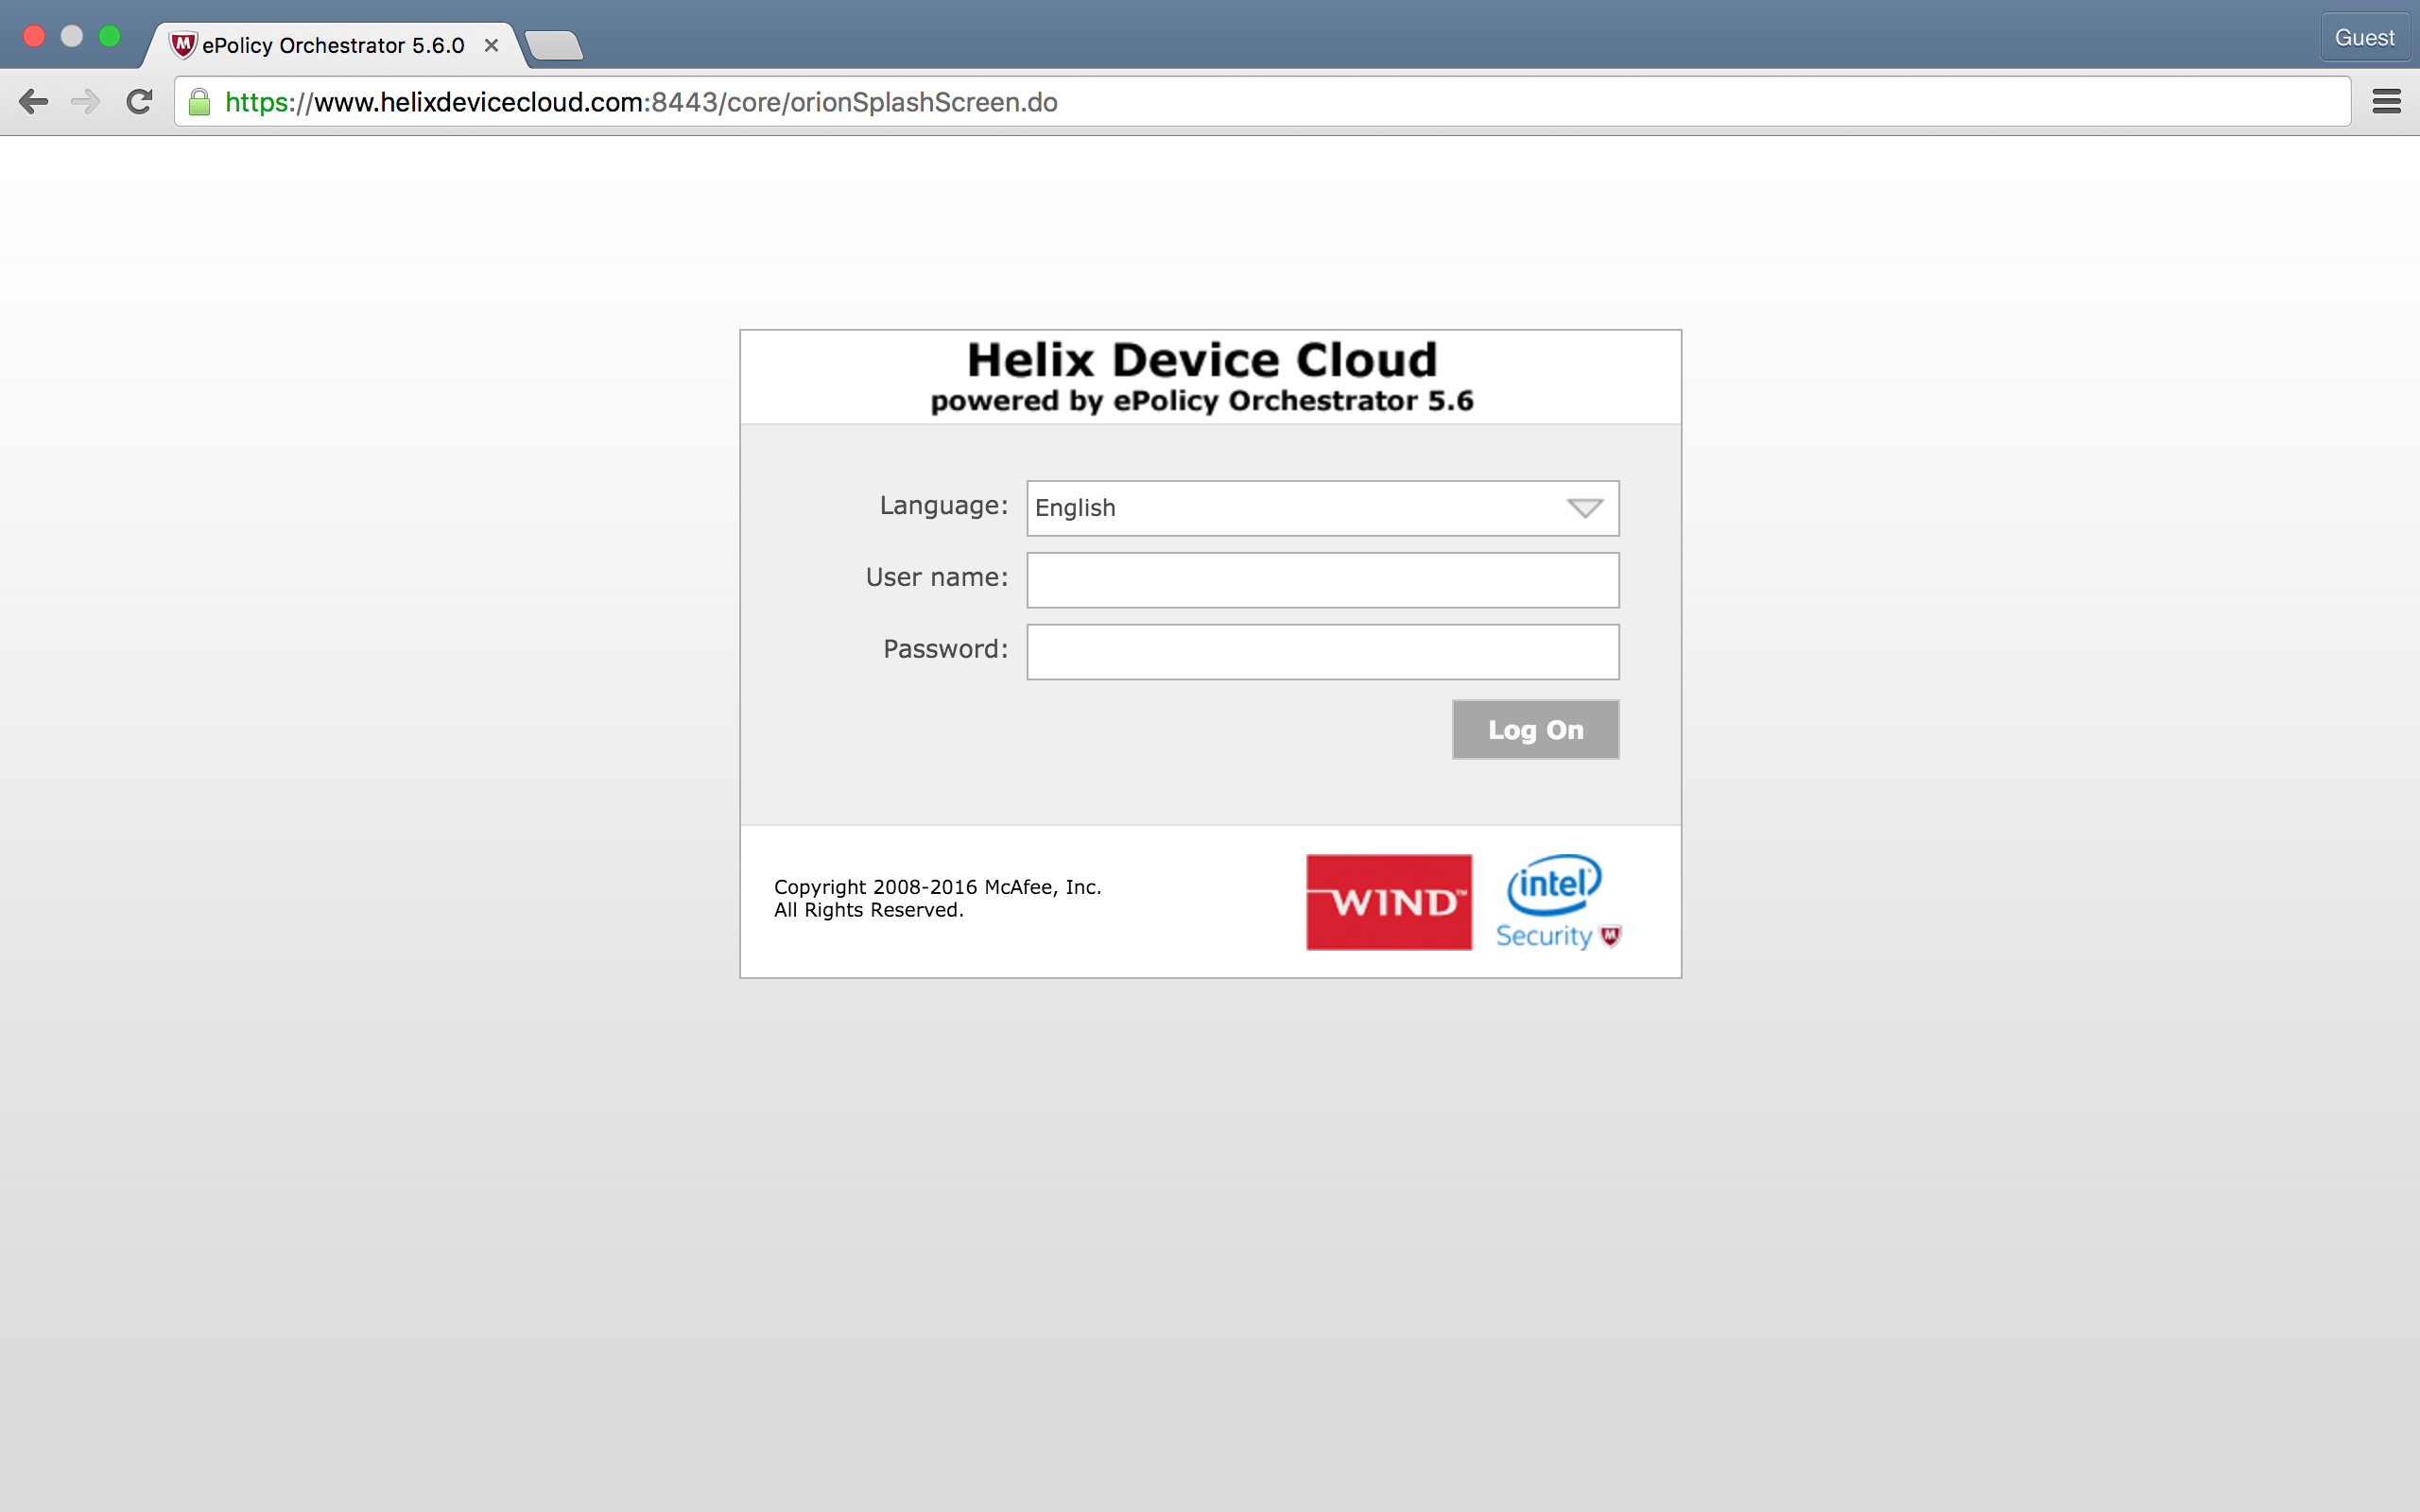 ePolicy Orchestrator 5.6.0
Guest
https://www.helixdevicecloud.com:8443/core/orionSplashScreen.do
Helix Device Cloud
powered by ePolicy Orchestrator 5.6
Language: English
User name:
Password:
Log On
Copyright 2008-2016 McAfee, Inc.
All Rights Reserved.
WIND™
intel
Security